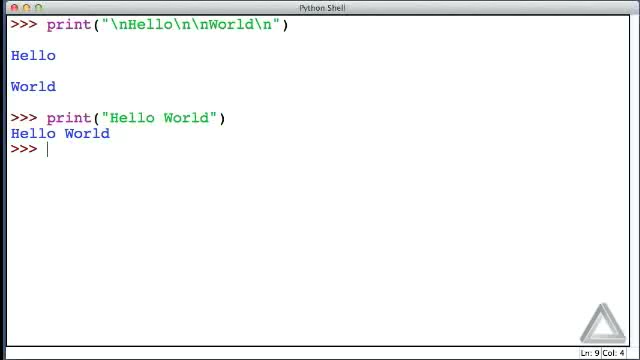 Python Shell
>>> print("\nHello\n\nWorld\n")
Hello
World
>>> print("Hello World")
Hello World
>>>
Ln: 9 Col: 4